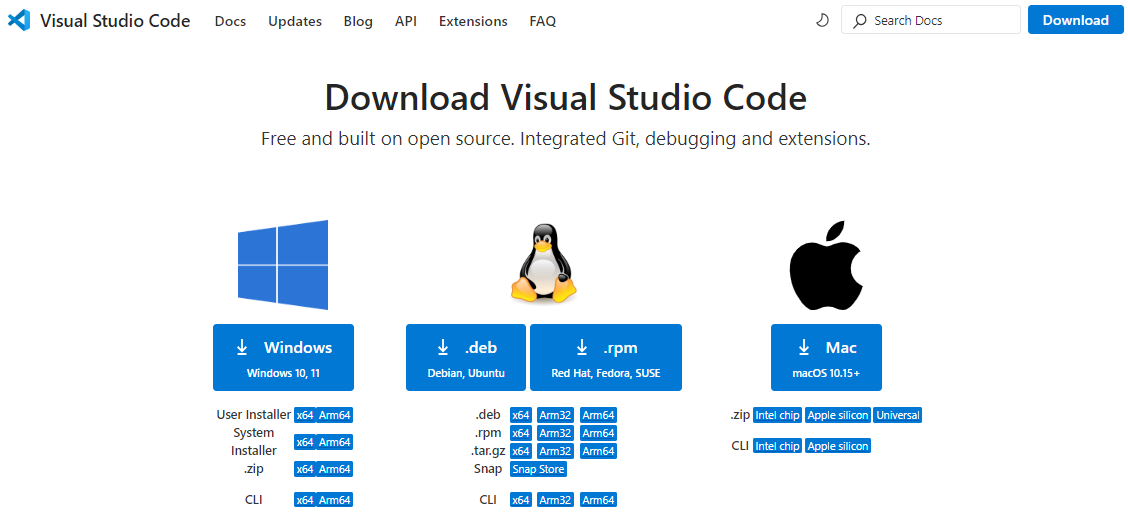 Visual Studio Code Docs Updates Blog API Extensions FAQ Search Docs Download
Download Visual Studio Code
Free and built on open source. Integrated Git, debugging and extensions.
Windows
Windows 10, 11
User Installer x64 Arm64
System
Installer x64 Arm64
.zip x64 Arm64
CLI x64 Arm64
.deb
Debian, Ubuntu
.rpm
Red Hat, Fedora, SUSE
.deb x64 Arm32 Arm64
.rpm x64 Arm32 Arm64
.tar.gz x64 Arm32 Arm64
Snap Snap Store
CLI x64 Arm32 Arm64
Mac
macOS 10.15+
.zip Intel chip Apple silicon Universal
CLI Intel chip Apple silicon